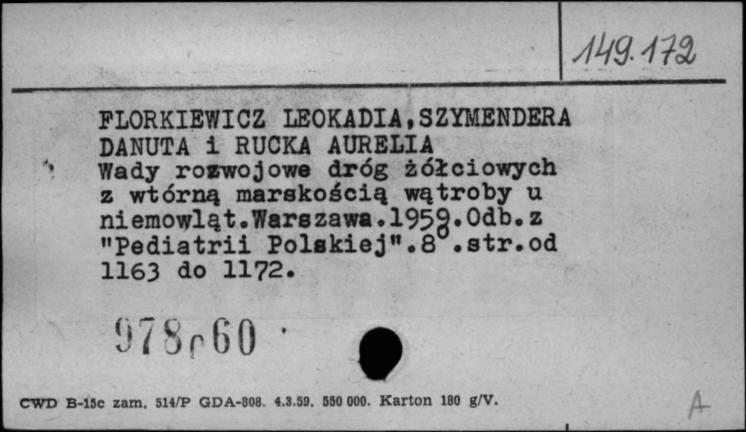 149.172
FLORKIEWICZ LEOKADIA,SZYMENDERA
DANUTA i RUCKA AURELIA
Wady rozwojowe dróg żółciowych
z wtórną marskością wątroby u
niemowląt.Warszawa.1959.Odb.z
"Pediatrii Polskiej".8°.str.od
1163 do 1172.
978r60
CWD B-15c zam. 514/P GDA-808. 4.3.59. 550 000. Karton 180 g/V.
A